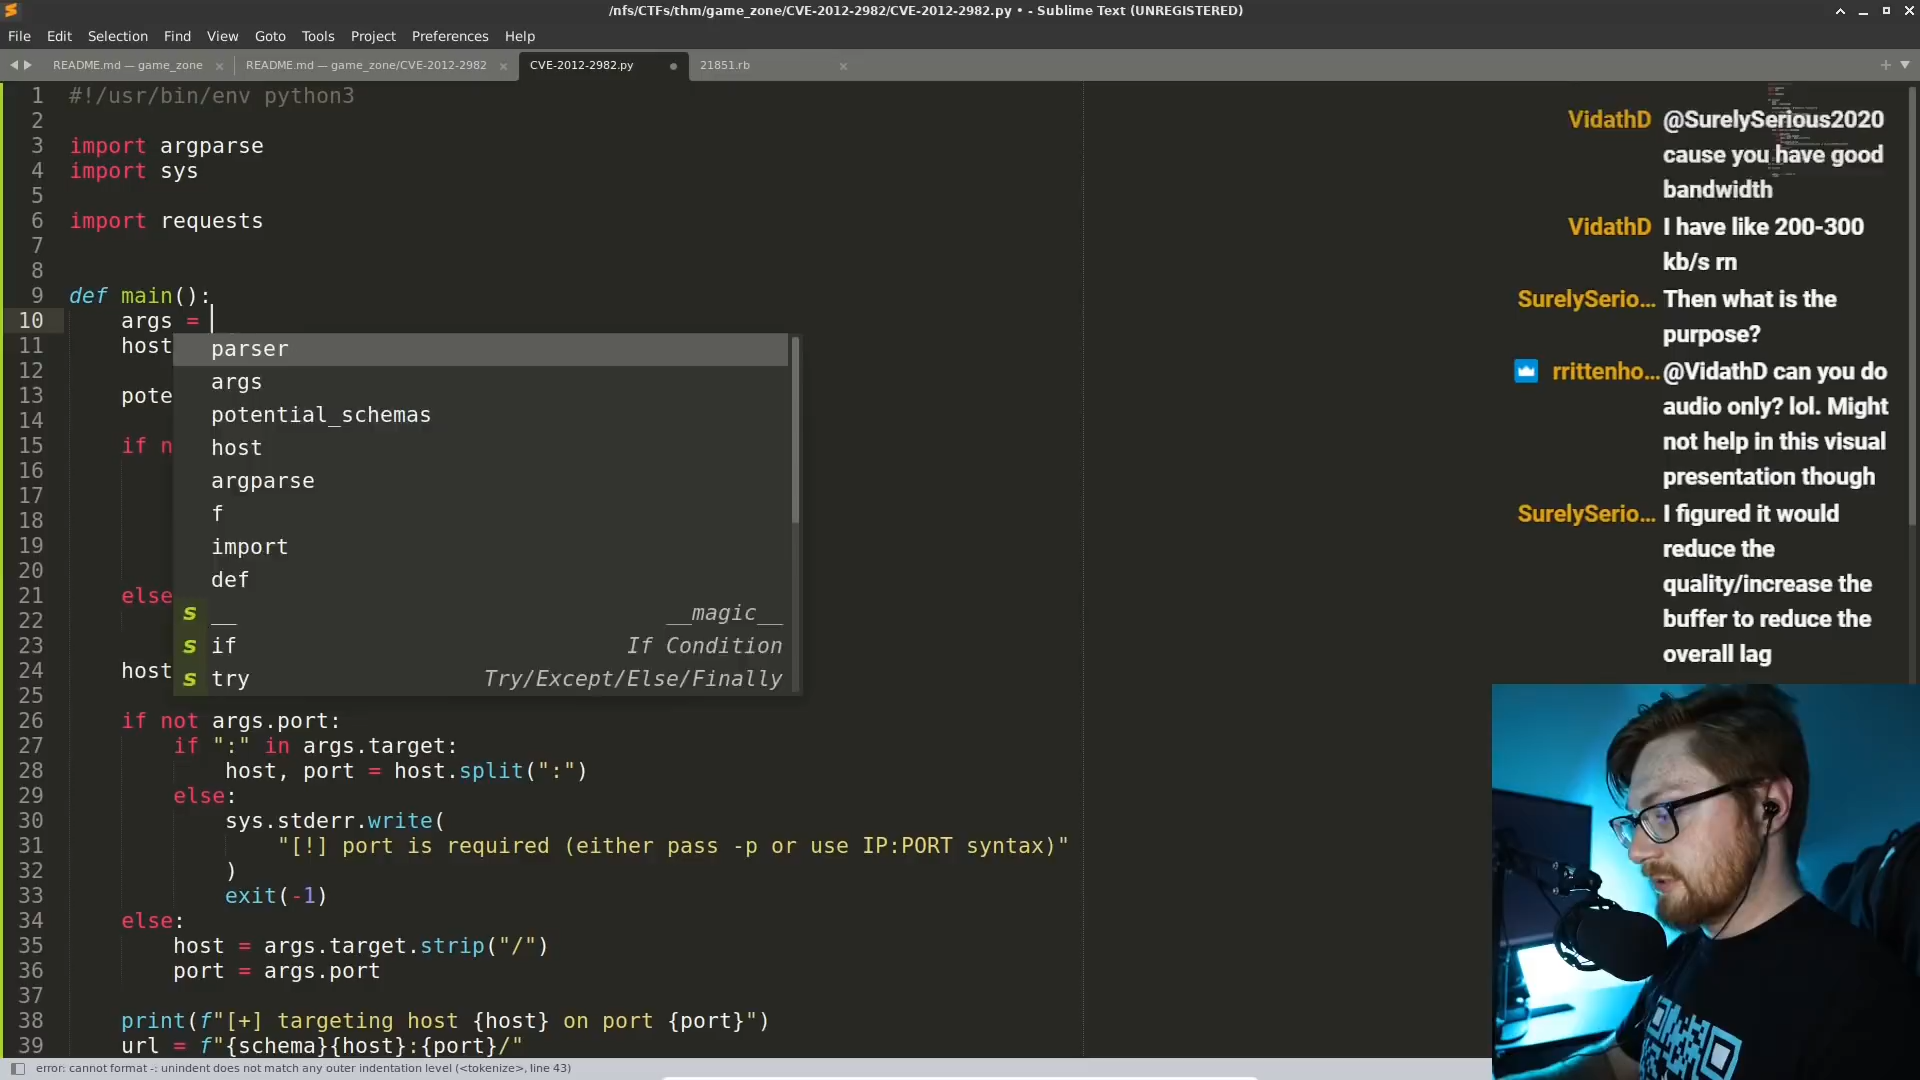 /nfs/CTFs/thm/game_zone/CVE-2012-2982/CVE-2012-2982.py • - Sublime Text (UNREGISTERED)
File Edit Selection Find View Goto Tools Project Preferences Help
README.md — game_zone
README.md — game_zone/CVE-2012-2982
CVE-2012-2982.py
21851.rb
1 #!/usr/bin/env python3
2
3 import argparse
4 import sys
5
6 import requests
7
8
9 def main():
10 args =
11 host
12
13 pote
14
15 if n
16
17
18
19
20
21 else
22
23
24 host
25
26 if not args.port:
27 if ":" in args.target:
28 host, port = host.split(":")
29 else:
30 sys.stderr.write(
31 "[!] port is required (either pass -p or use IP:PORT syntax)"
32 )
33 exit(-1)
34 else:
35 host = args.target.strip("/")
36 port = args.port
37
38 print(f"[+] targeting host {host} on port {port}")
39 url = f"{schema}{host}:{port}/"
parser
args
potential_schemas
host
argparse
f
import
def
s __ __magic__
s if If Condition
s try Try/Except/Else/Finally
VidathD @SurelySerious2020
cause you have good
bandwidth
VidathD I have like 200-300
kb/s rn
SurelySerio... Then what is the
purpose?
rrittenho... @VidathD can you do
audio only? lol. Might
not help in this visual
presentation though
SurelySerio... I figured it would
reduce the
quality/increase the
buffer to reduce the
overall lag
error: cannot format -: unindent does not match any outer indentation level (<tokenize>, line 43)